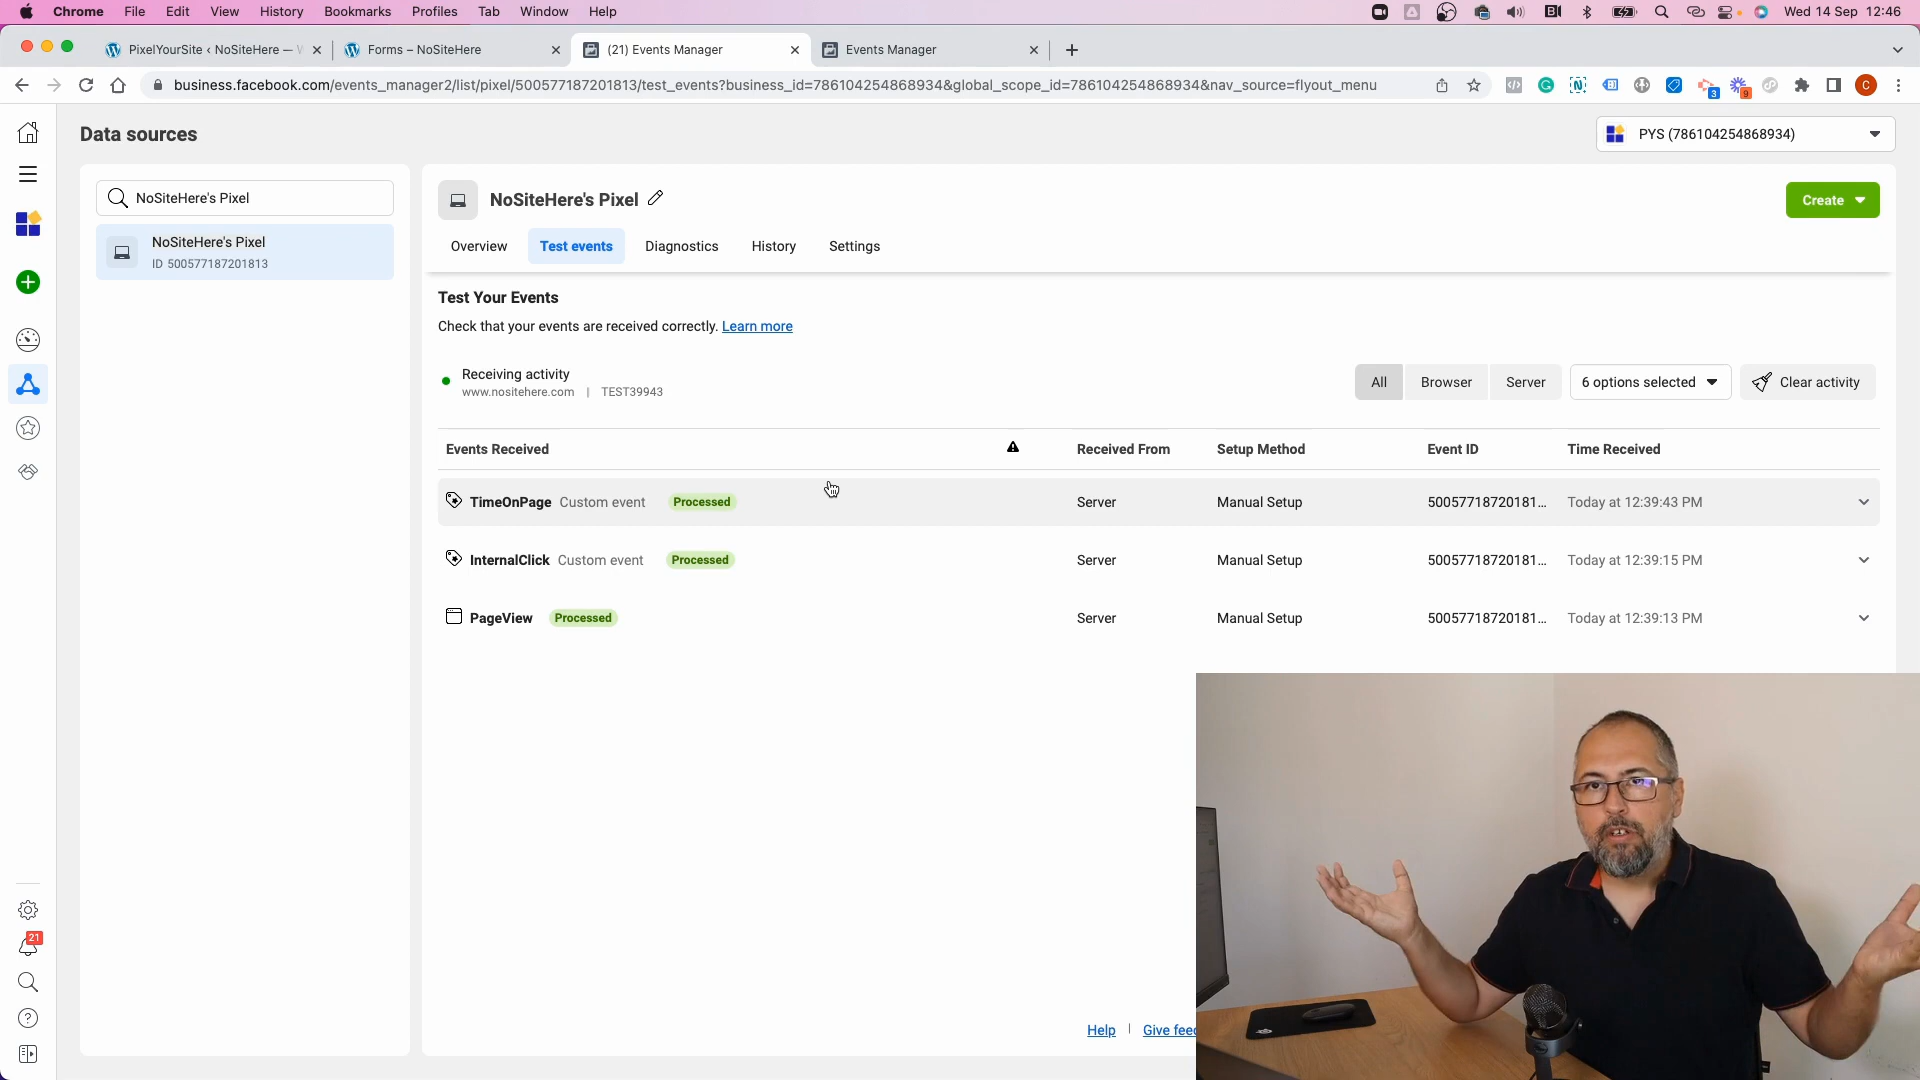 Chrome File Edit View History Bookmarks Profiles Tab Window Help Wed 14 Sep 12:46
PixelYourSite ‹ NoSiteHere — Forms – NoSiteHere (21) Events Manager Events Manager
business.facebook.com/events_manager2/list/pixel/500577187201813/test_events?business_id=786104254868934&global_scope_id=786104254868934&nav_source=flyout_menu
3 9 C
Data sources
PYS (786104254868934)
NoSiteHere's Pixel
NoSiteHere's Pixel
ID 500577187201813
NoSiteHere's Pixel
Create
Overview Test events Diagnostics History Settings
Test Your Events
Check that your events are received correctly. Learn more
Receiving activity
www.nositehere.com | TEST39943
All Browser Server 6 options selected Clear activity
Events Received Received From Setup Method Event ID Time Received
TimeOnPage Custom event Processed Server Manual Setup 50057718720181... Today at 12:39:43 PM
InternalClick Custom event Processed Server Manual Setup 50057718720181... Today at 12:39:15 PM
PageView Processed Server Manual Setup 50057718720181... Today at 12:39:13 PM
21
Help | Give feed